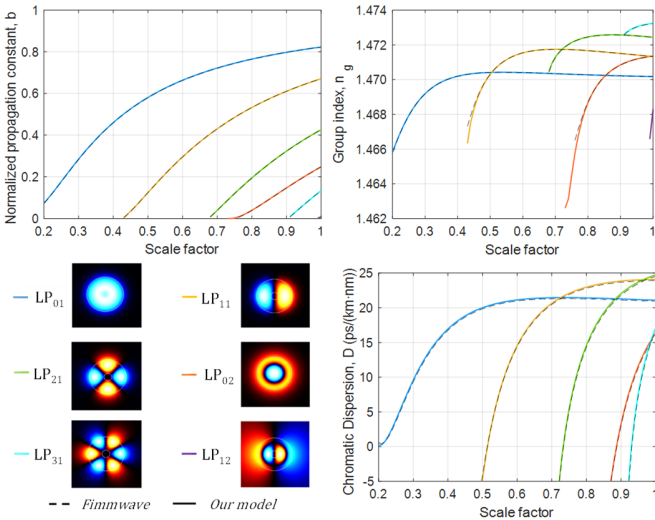 Normalized propagation constant, b
1
0.8
0.6
0.4
0.2
0
0.2 0.3 0.4 0.5 0.6 0.7 0.8 0.9 1
Scale factor
Group index, n g
1.476
1.474
1.472
1.470
1.468
1.466
1.464
1.462
0.2 0.3 0.4 0.5 0.6 0.7 0.8 0.9 1
Scale factor
LP01
LP11
LP21
LP02
LP31
LP12
Fimmwave
Our model
Chromatic Dispersion, D (ps/(km·nm))
25
20
15
10
5
0
-5
0.2 0.3 0.4 0.5 0.6 0.7 0.8 0.9 1
Scale factor